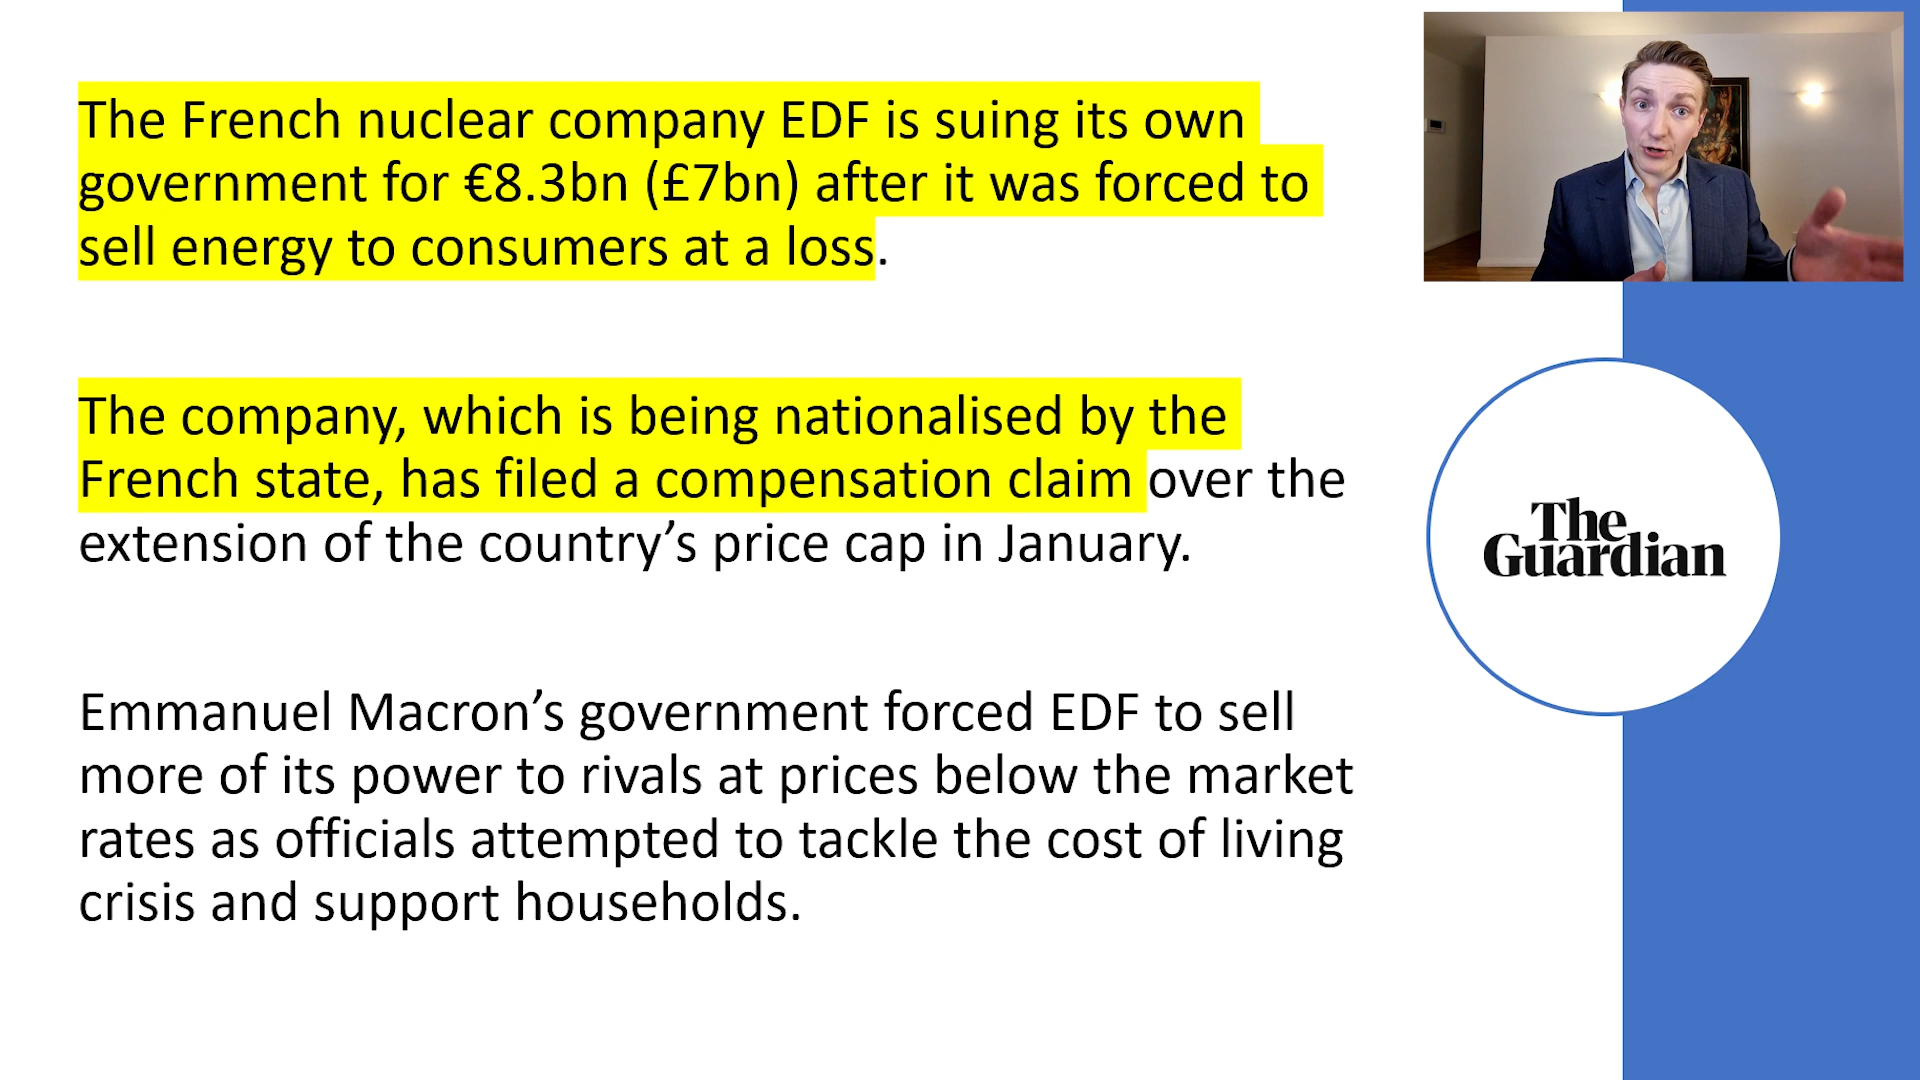 The French nuclear company EDF is suing its own
government for €8.3bn (£7bn) after it was forced to
sell energy to consumers at a loss.
The company, which is being nationalised by the
French state, has filed a compensation claim over the
extension of the country’s price cap in January.
Emmanuel Macron’s government forced EDF to sell
more of its power to rivals at prices below the market
rates as officials attempted to tackle the cost of living
crisis and support households.
The
Guardian